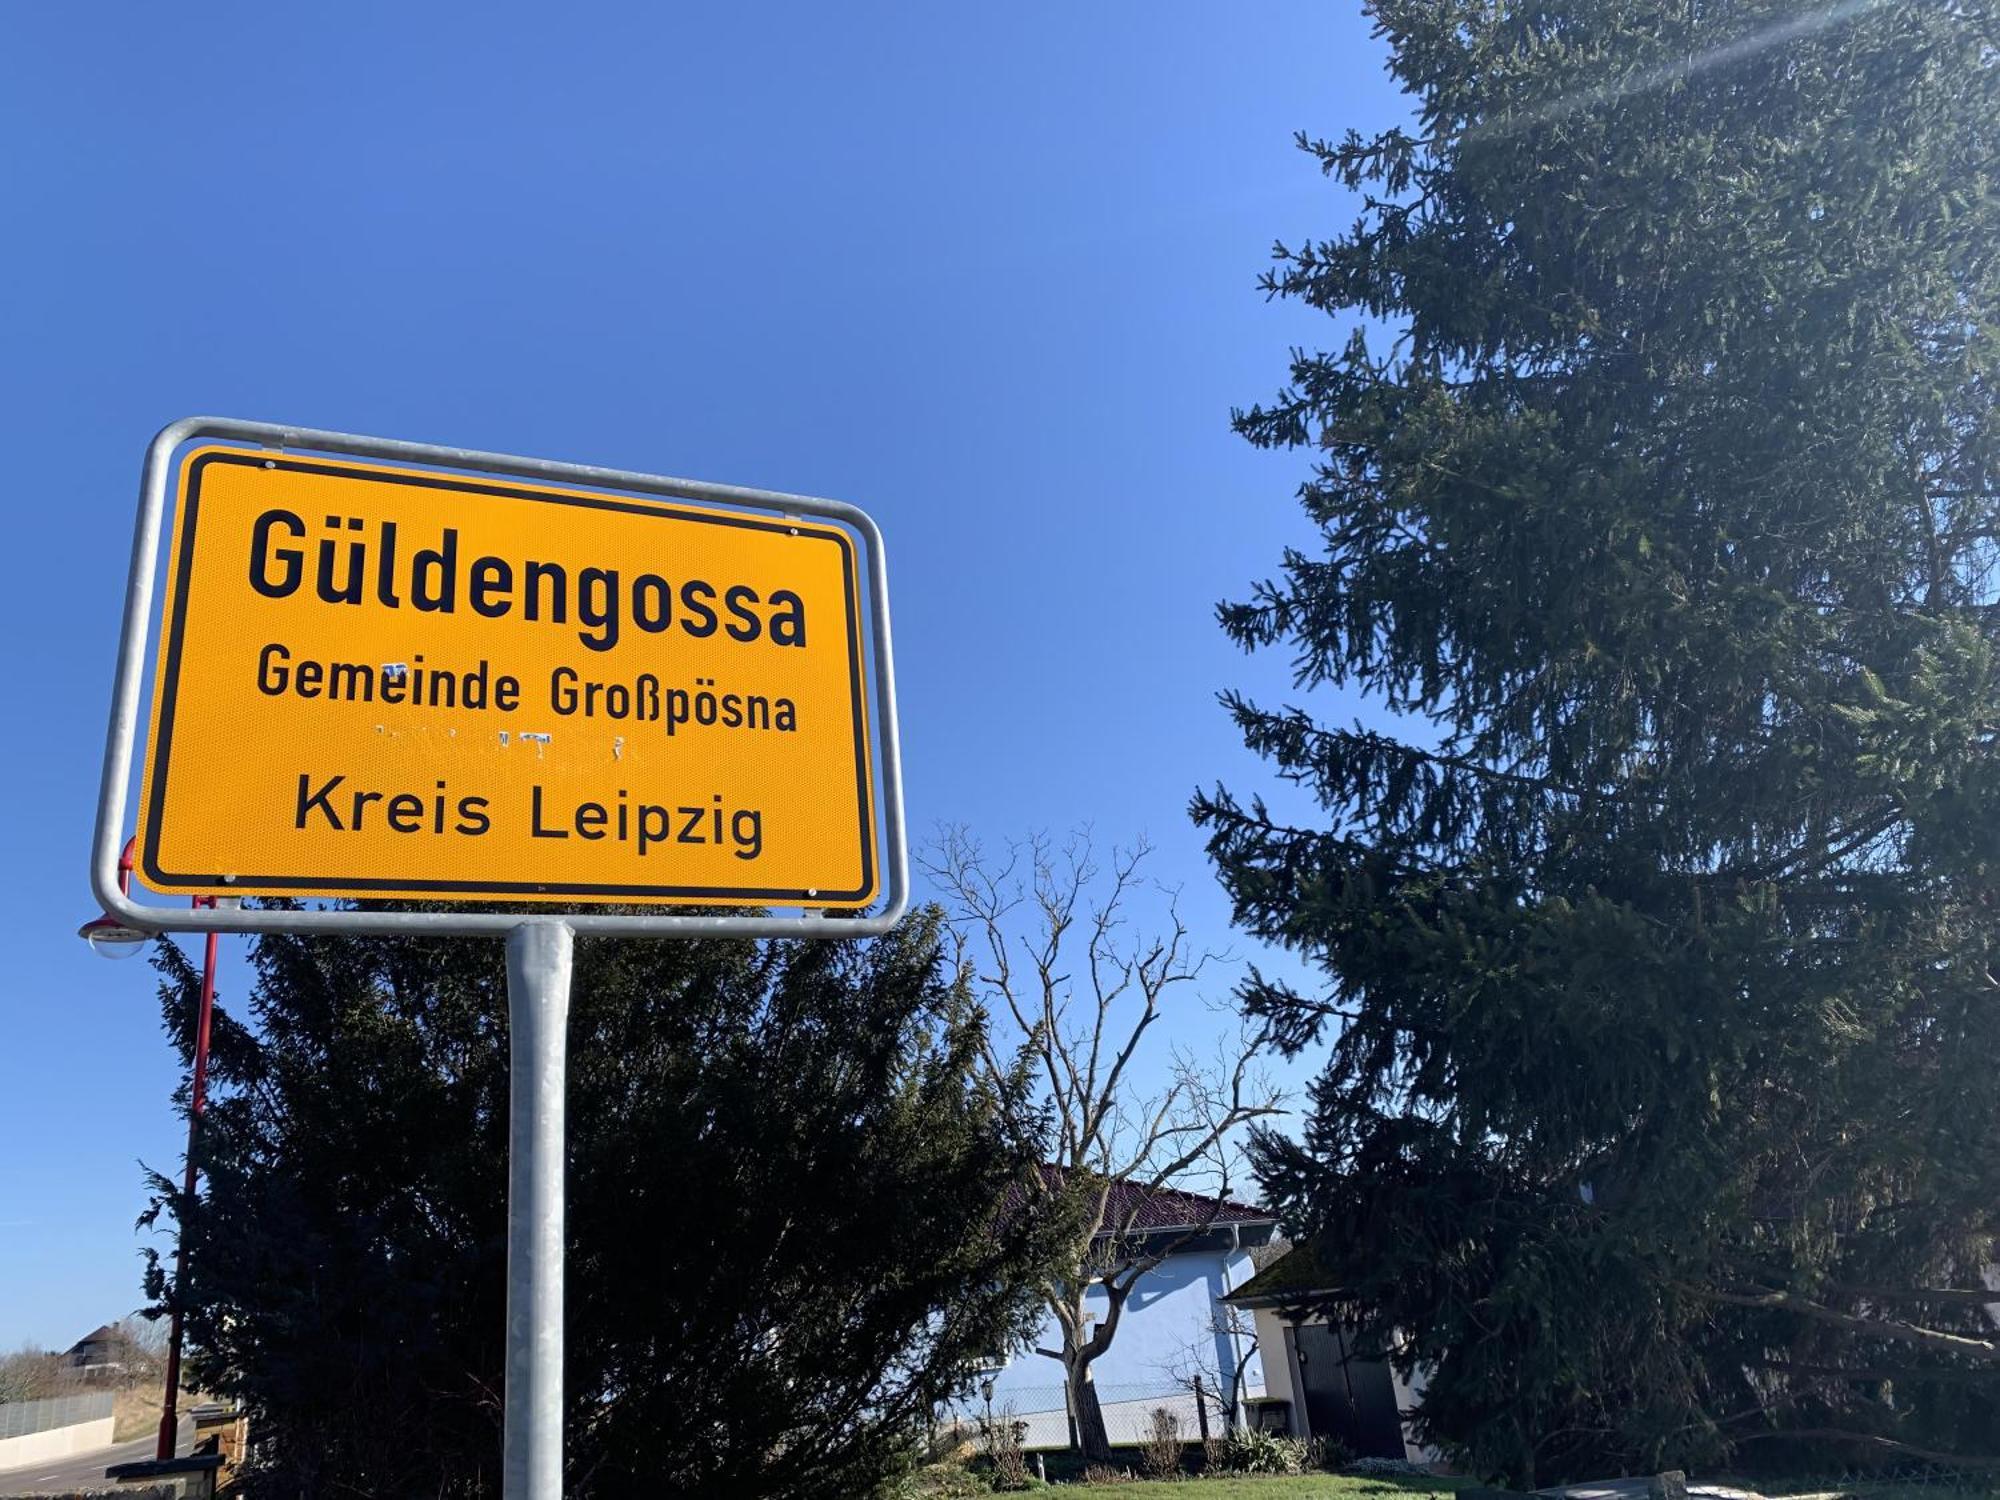 Güldengossa
Gemeinde Großpösna
Kreis Leipzig